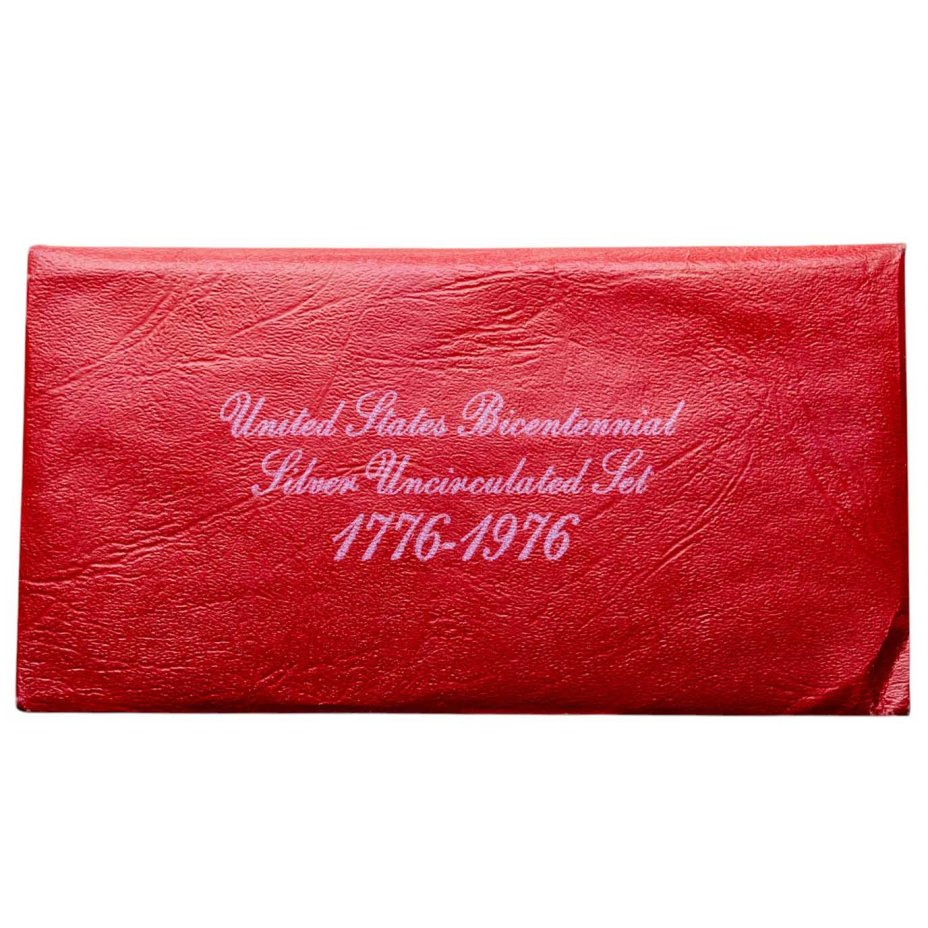 United States Bicentennial
Silver Uncirculated Set
1776-1976